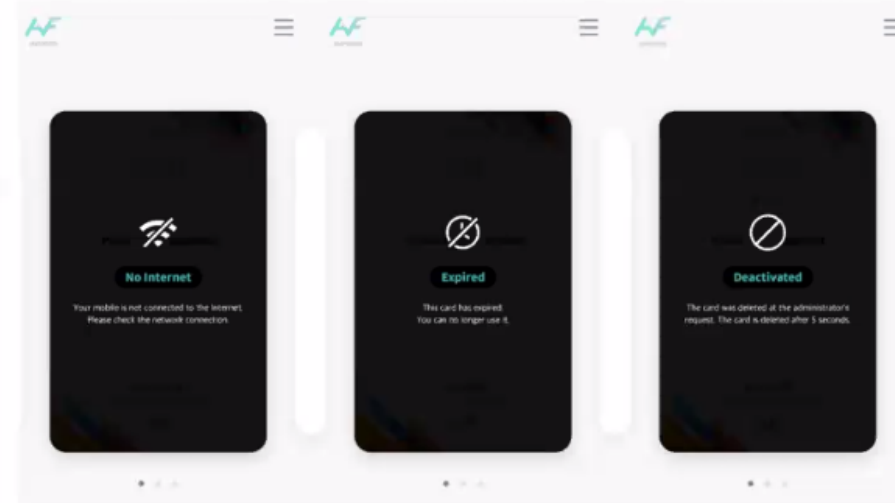 No Internet
Your mobile is not connected to the Internet.
Please check the network connection.
Expired
This card has expired.
You can no longer use it.
Deactivated
The card was deleted at the administrator's
request. The card is deleted after 5 seconds.